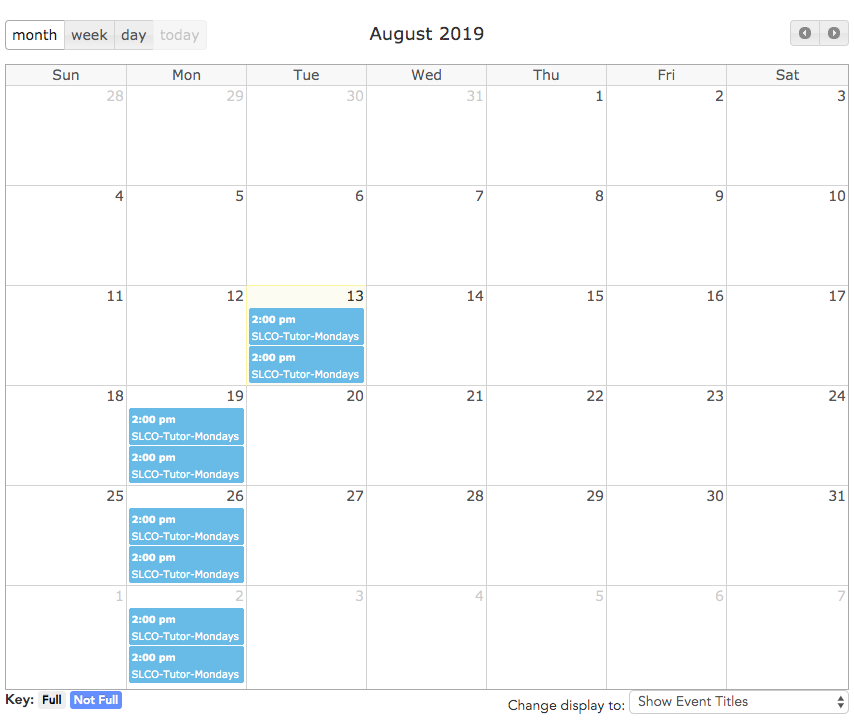 month week day today August 2019
Sun Mon Tue Wed Thu Fri Sat
28 29 30 31 1 2 3
4 5 6 7 8 9 10
11 12 13 14 15 16 17
2:00 pm
SLCO-Tutor-Mondays
2:00 pm
SLCO-Tutor-Mondays
18 19 20 21 22 23 24
2:00 pm
SLCO-Tutor-Mondays
2:00 pm
SLCO-Tutor-Mondays
25 26 27 28 29 30 31
2:00 pm
SLCO-Tutor-Mondays
2:00 pm
SLCO-Tutor-Mondays
1 2 3 4 5 6 7
2:00 pm
SLCO-Tutor-Mondays
2:00 pm
SLCO-Tutor-Mondays
Key: Full Not Full
Change display to: Show Event Titles